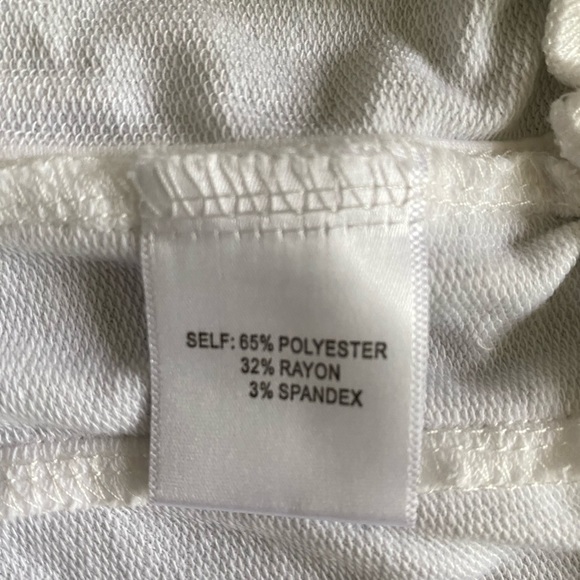 SELF: 65% POLYESTER
32% RAYON
3% SPANDEX